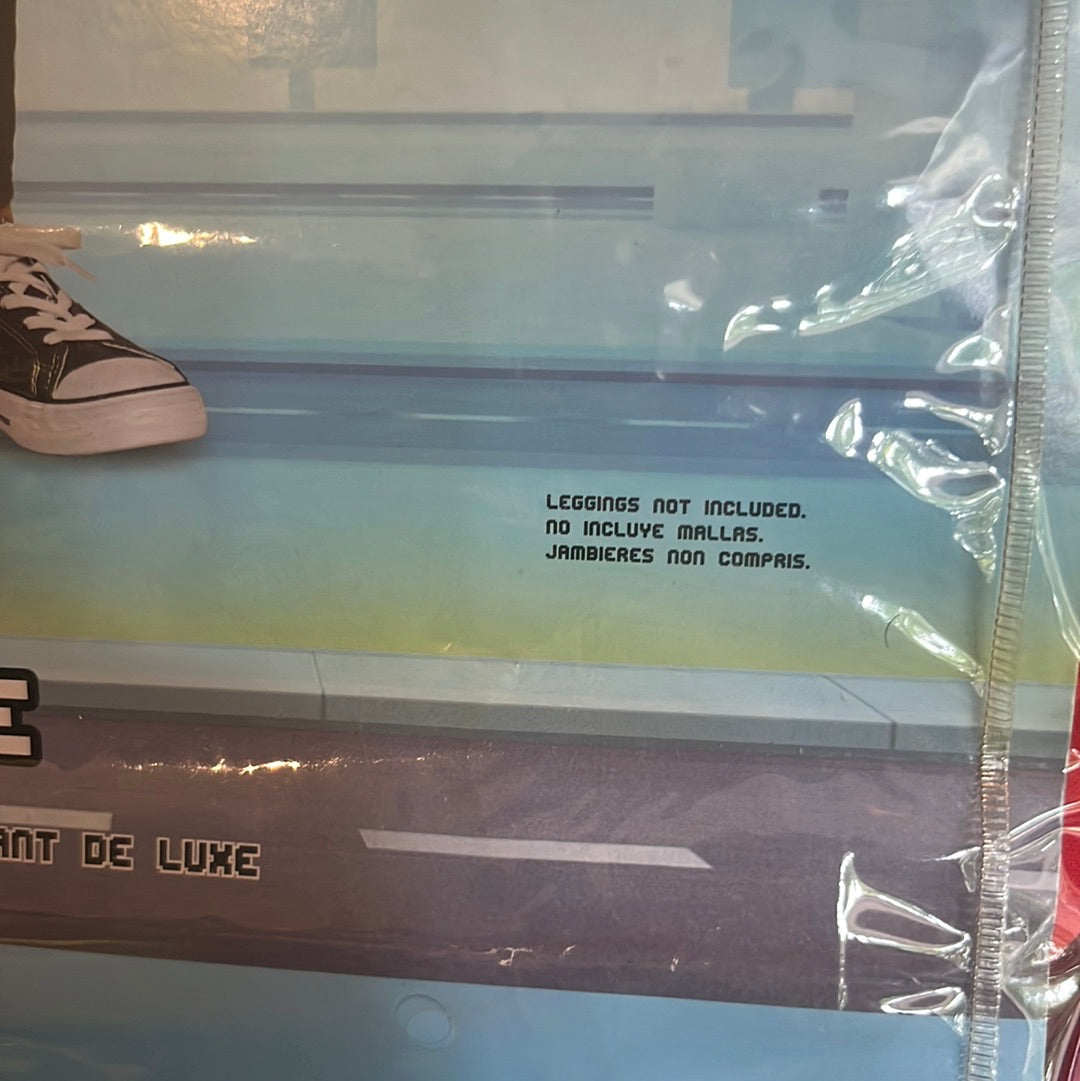 LEGGINGS NOT INCLUDED.
NO INCLUYE MALLAS.
JAMBIERES NON COMPRIS.
E
ANT DE LUXE